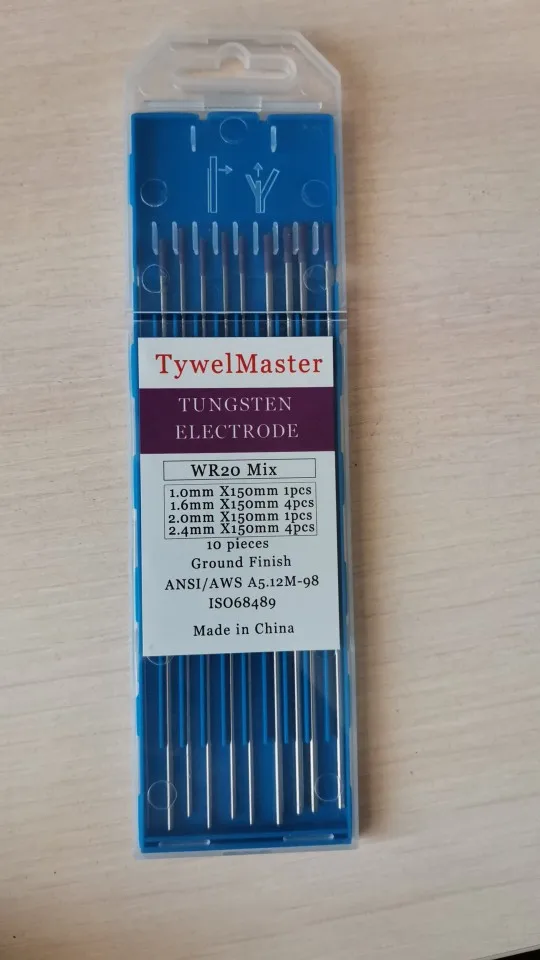 TywelMaster
TUNGSTEN
ELECTRODE
WR20 Mix
1.0mm X150mm 1pcs
1.6mm X150mm 4pcs
2.0mm X150mm 1pcs
2.4mm X150mm 4pcs
10 pieces
Ground Finish
ANSI/AWS A5.12M-98
ISO68489
Made in China